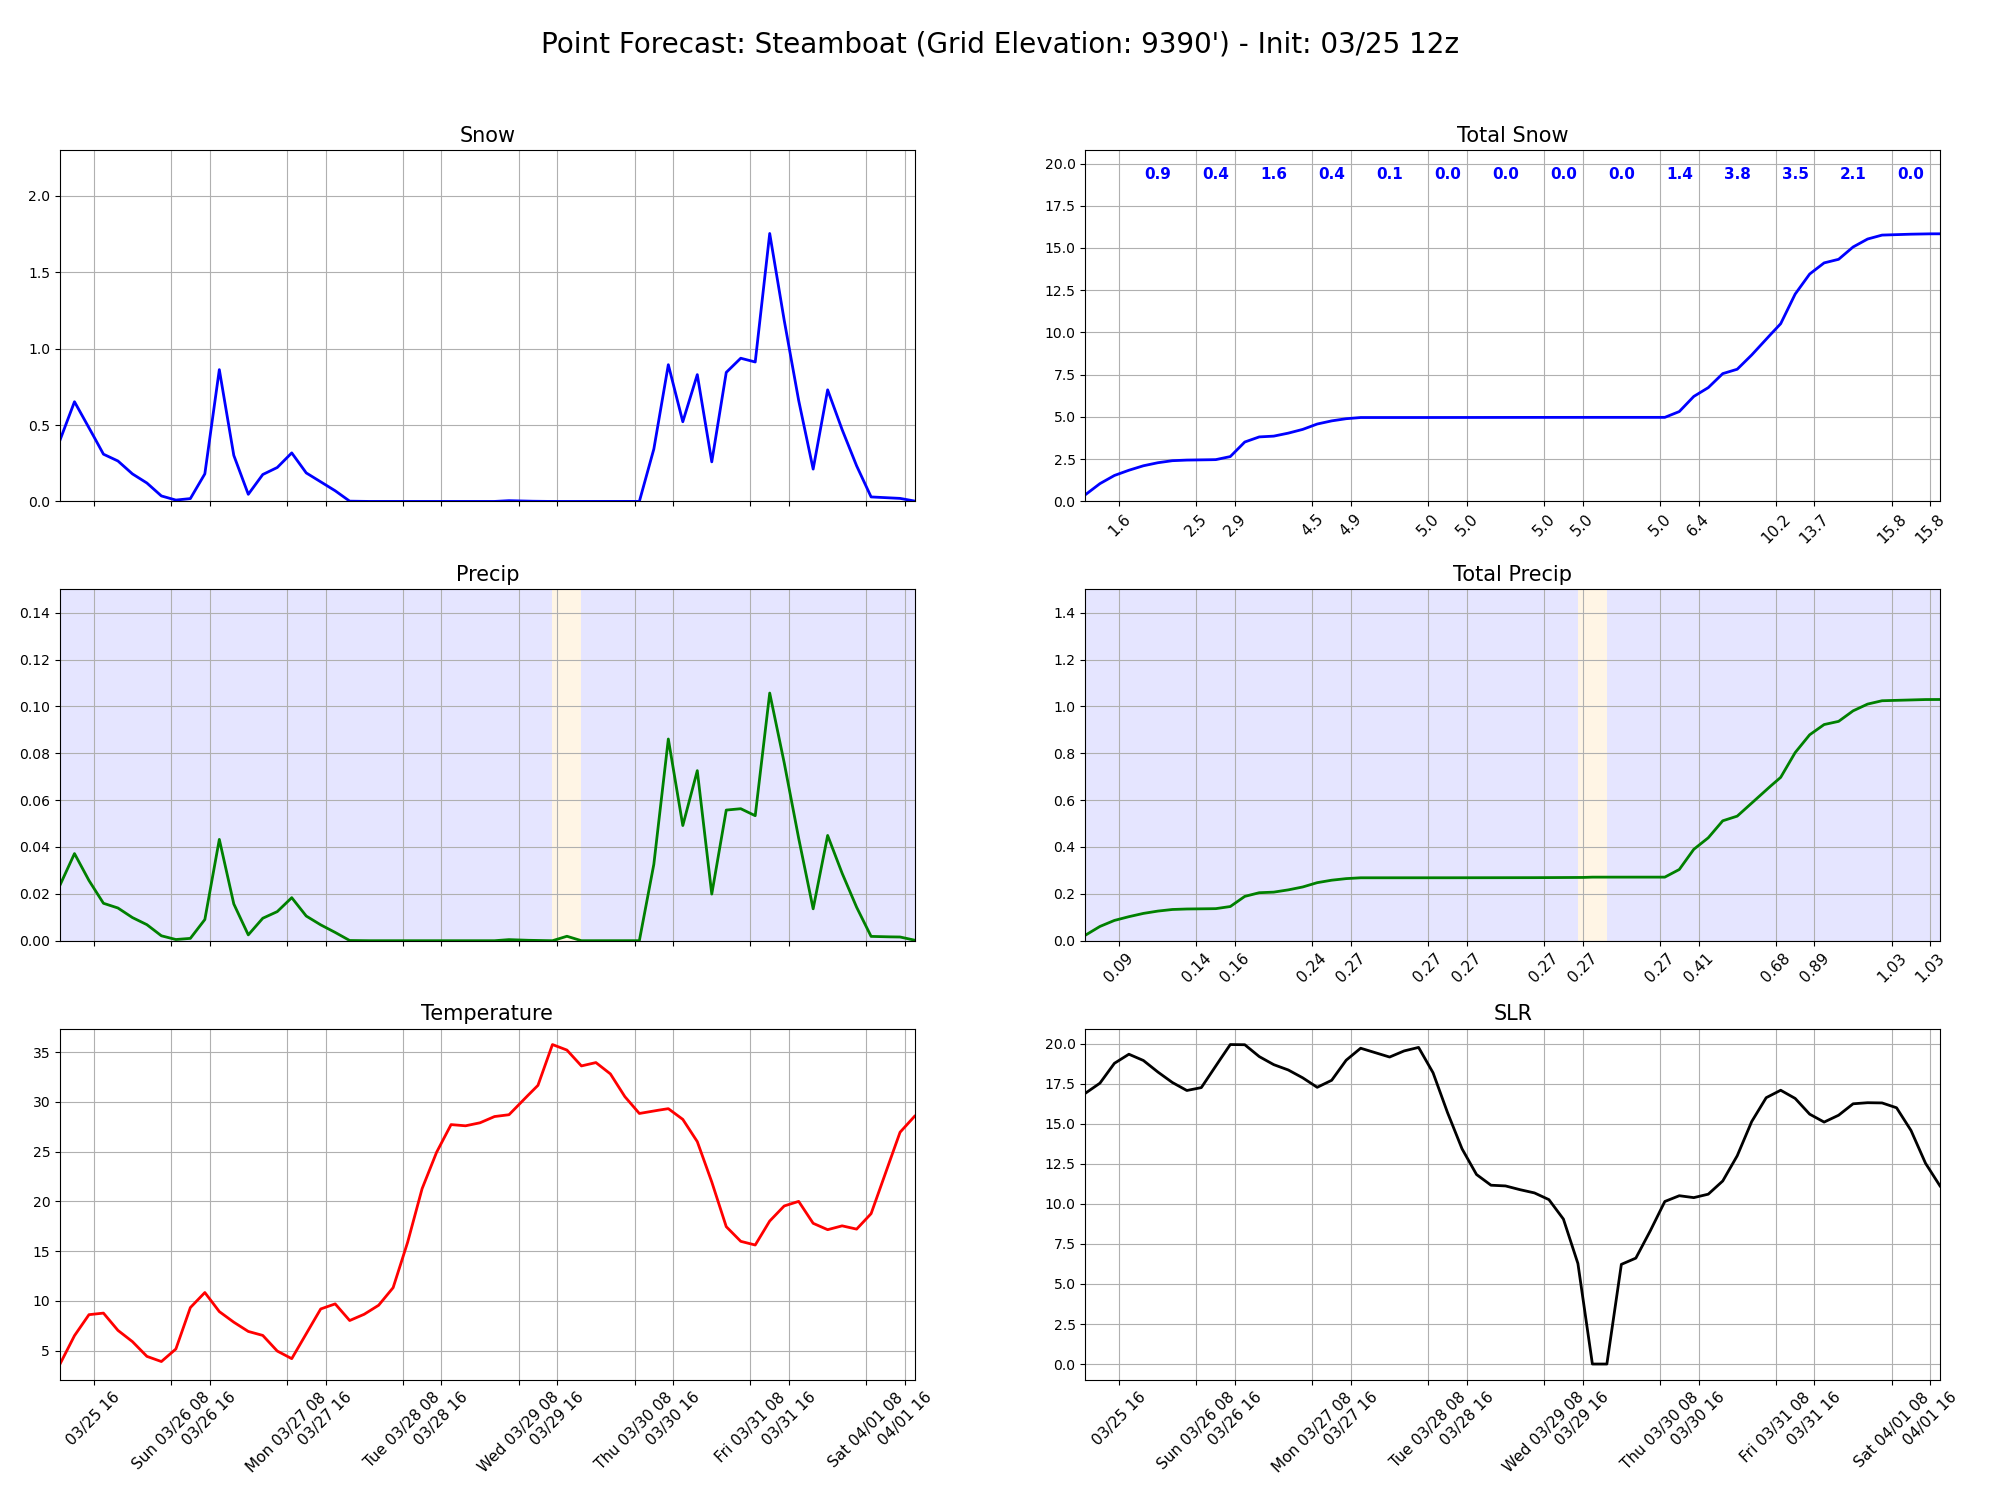 Point Forecast: Steamboat (Grid Elevation: 9390') - Init: 03/25 12z
Snow
2.0
1.5
1.0
0.5
0.0
Total Snow
20.0
17.5
15.0
12.5
10.0
7.5
5.0
2.5
0.0
0.9 0.4 1.6 0.4 0.1 0.0 0.0 0.0 0.0 1.4 3.8 3.5 2.1 0.0
1.6 2.5 2.9 4.5 4.9 5.0 5.0 5.0 5.0 5.0 6.4 10.2 13.7 15.8 15.8
Precip
0.14
0.12
0.10
0.08
0.06
0.04
0.02
0.00
Total Precip
1.4
1.2
1.0
0.8
0.6
0.4
0.2
0.0
0.09 0.14 0.16 0.24 0.27 0.27 0.27 0.27 0.27 0.27 0.41 0.68 0.89 1.03 1.03
Temperature
35
30
25
20
15
10
5
03/25 16
Sun 03/26 08
03/26 16
Mon 03/27 08
03/27 16
Tue 03/28 08
03/28 16
Wed 03/29 08
03/29 16
Thu 03/30 08
03/30 16
Fri 03/31 08
03/31 16
Sat 04/01 08
04/01 16
SLR
20.0
17.5
15.0
12.5
10.0
7.5
5.0
2.5
0.0
03/25 16
Sun 03/26 08
03/26 16
Mon 03/27 08
03/27 16
Tue 03/28 08
03/28 16
Wed 03/29 08
03/29 16
Thu 03/30 08
03/30 16
Fri 03/31 08
03/31 16
Sat 04/01 08
04/01 16